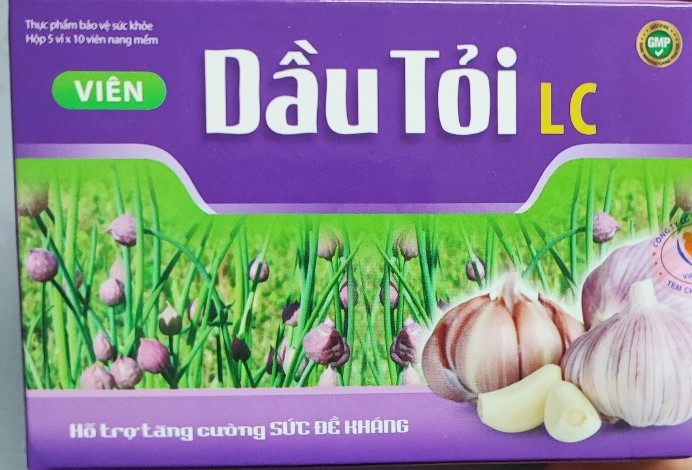 Thực phẩm bảo vệ sức khỏe
Hộp 5 vỉ x 10 viên nang mềm
VIÊN
Dầu Tỏi LC
GMP
Hỗ trợ tăng cường SỨC ĐỀ KHÁNG